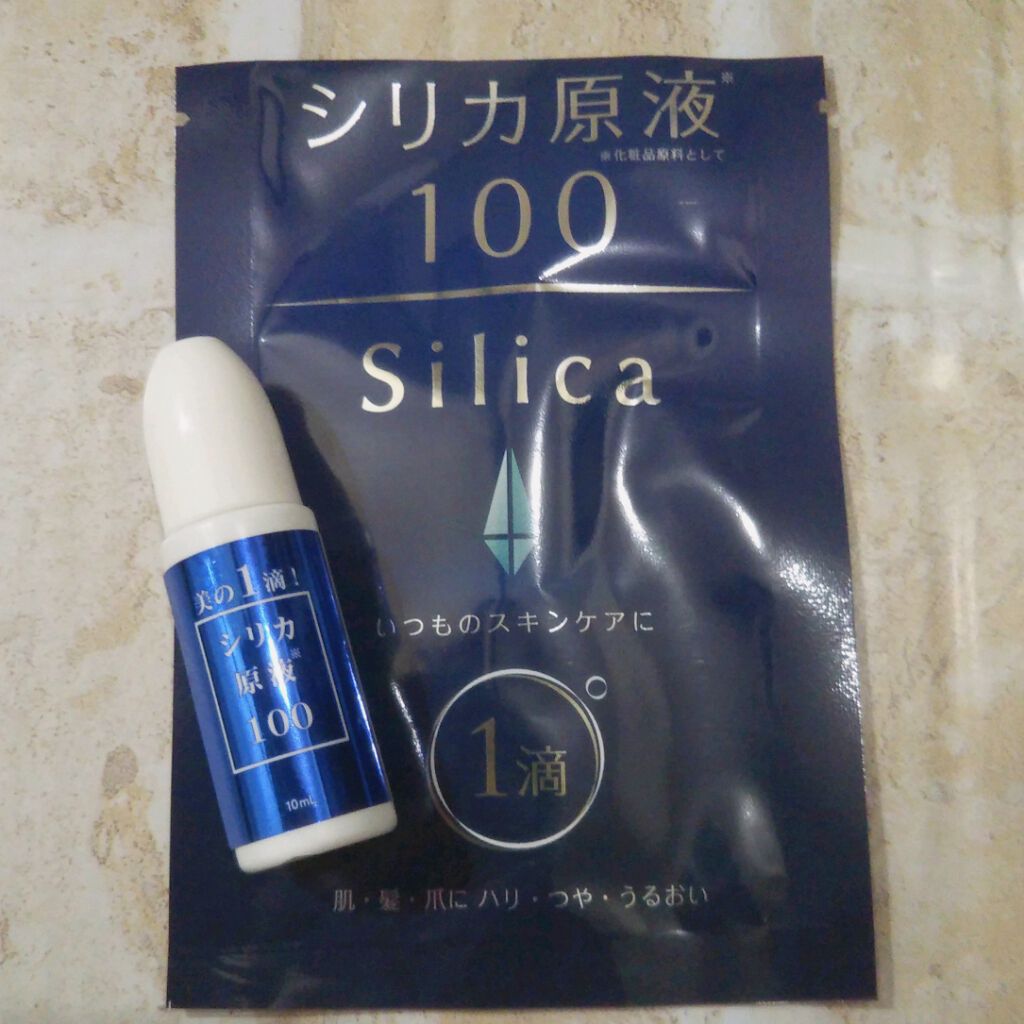 シリカ原液※
※化粧品原料として
100
Silica
いつものスキンケアに
1滴
肌・髪・爪に ハリ・つや・うるおい
美の1滴!
シリカ
原液※
100
10mL